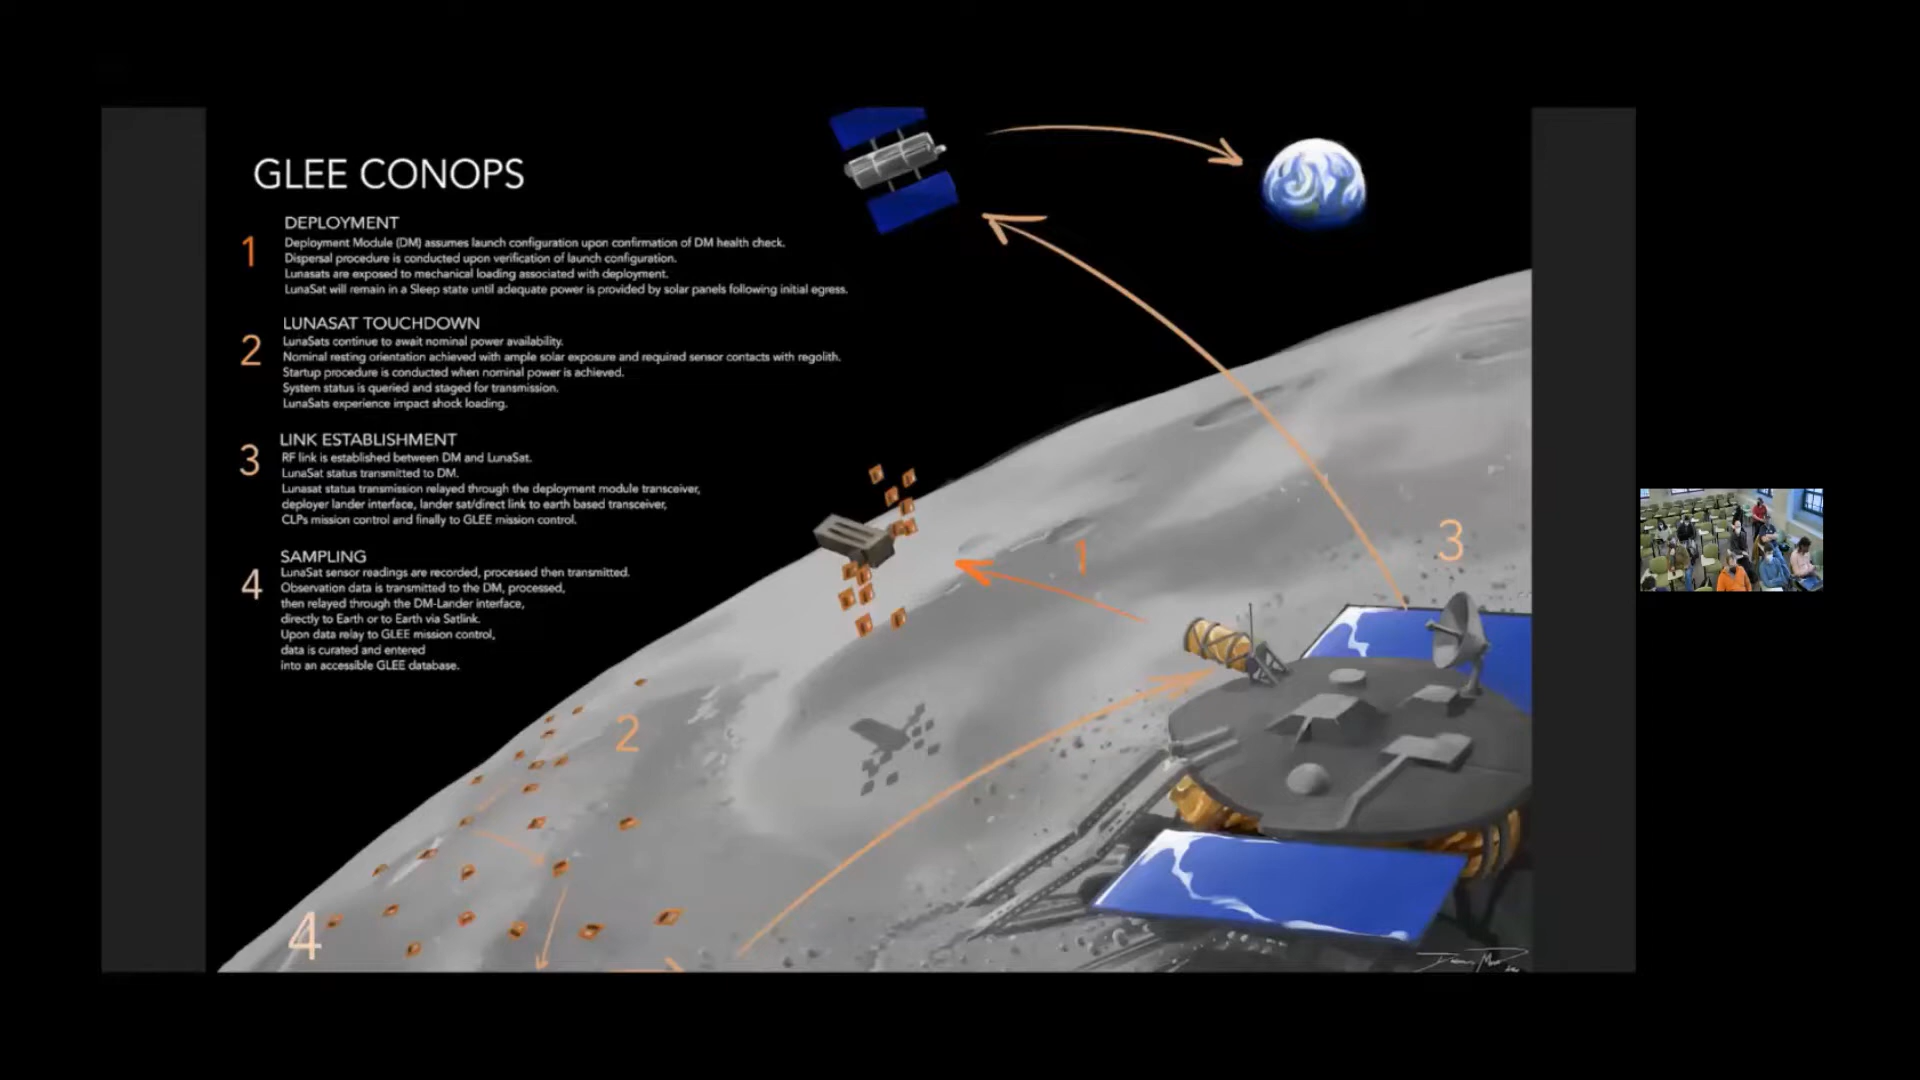 GLEE CONOPS
1
DEPLOYMENT
Deployment Module (DM) assumes launch configuration upon confirmation of DM health check.
Dispersal procedure is conducted upon verification of launch configuration.
Lunasats are exposed to mechanical loading associated with deployment.
LunaSat will remain in a Sleep state until adequate power is provided by solar panels following initial egress.
2
LUNASAT TOUCHDOWN
LunaSats continue to await nominal power availability.
Nominal resting orientation achieved with ample solar exposure and required sensor contacts with regolith.
Startup procedure is conducted when nominal power is achieved.
System status is queried and staged for transmission.
LunaSats experience impact shock loading.
3
LINK ESTABLISHMENT
RF link is established between DM and LunaSat.
LunaSat status transmitted to DM.
Lunasat status transmission relayed through the deployment module transceiver,
deployer lander interface, lander sat/direct link to earth based transceiver,
CLPs mission control and finally to GLEE mission control.
4
SAMPLING
LunaSat sensor readings are recorded, processed then transmitted.
Observation data is transmitted to the DM, processed,
then relayed through the DM-Lander interface,
directly to Earth or to Earth via Satlink.
Upon data relay to GLEE mission control,
data is curated and entered
into an accessible GLEE database.
1
3
2
4